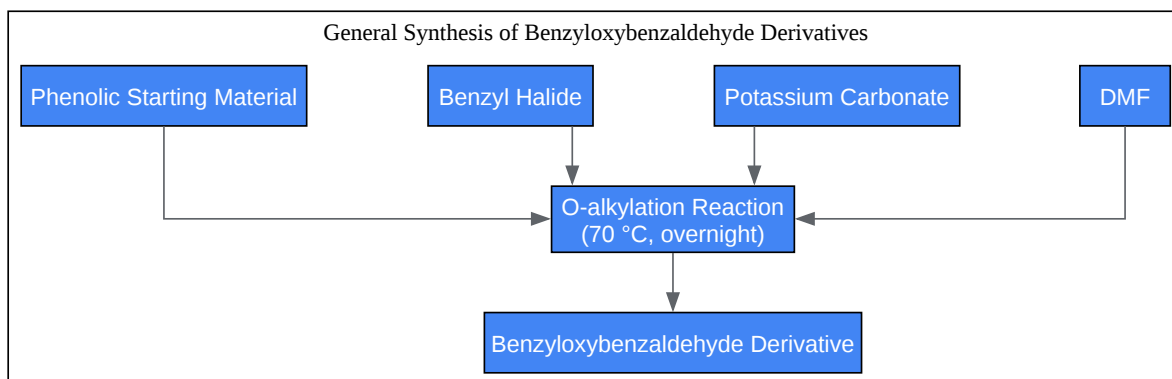 General Synthesis of Benzyloxybenzaldehyde Derivatives
Phenolic Starting Material
Benzyl Halide
Potassium Carbonate
DMF
O-alkylation Reaction
(70 °C, overnight)
Benzyloxybenzaldehyde Derivative